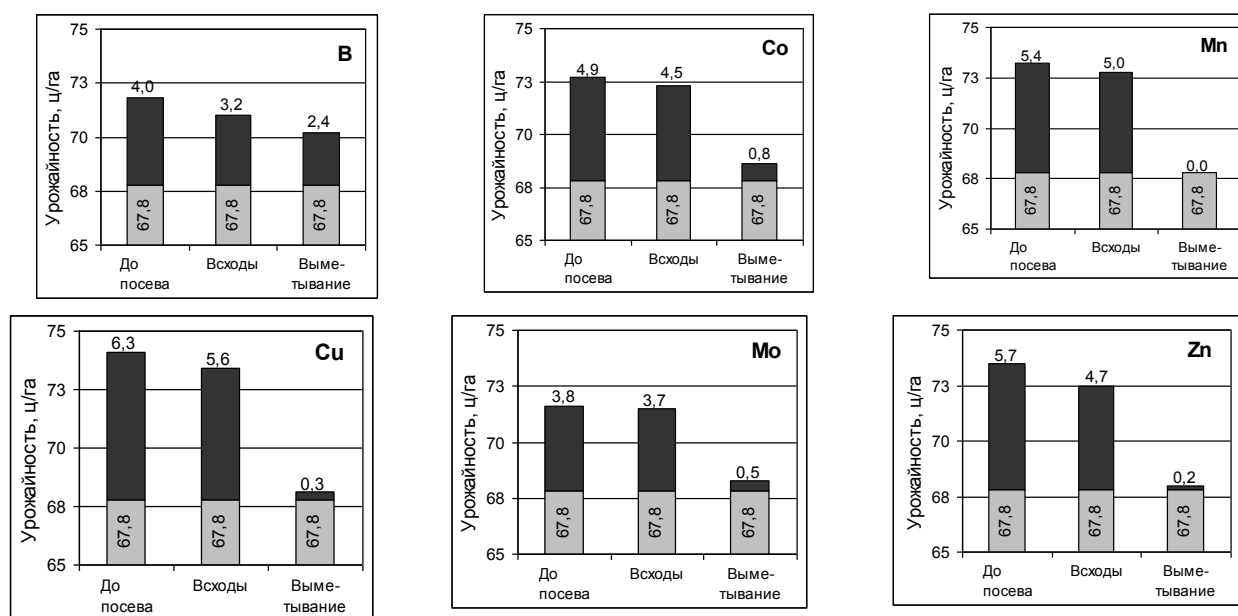 B
Урожайность, ц/га
75
73
70
68
65
4,0
3,2
2,4
67,8
67,8
67,8
До посева
Всходы
Выме-
тывание
Co
Урожайность, ц/га
75
73
70
68
65
4,9
4,5
0,8
67,8
67,8
67,8
До посева
Всходы
Выме-
тывание
Mn
Урожайность, ц/га
75
73
70
68
65
5,4
5,0
0,0
67,8
67,8
67,8
До
посева
Всходы
Выме-
тывание
Cu
Урожайность, ц/га
75
73
70
68
65
6,3
5,6
0,3
67,8
67,8
67,8
До
посева
Всходы
Выме-
тывание
Mo
Урожайность, ц/га
75
73
70
68
65
3,8
3,7
0,5
67,8
67,8
67,8
До
посева
Всходы
Выме-
тывание
Zn
Урожайность, ц/га
75
73
70
68
65
5,7
4,7
0,2
67,8
67,8
67,8
До
посева
Всходы
Выме-
тывание